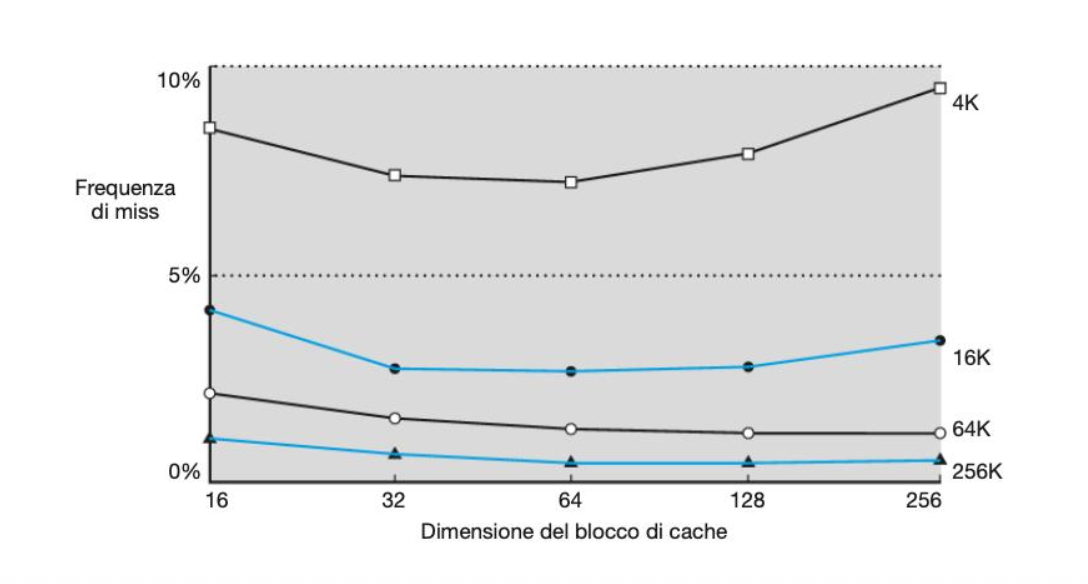 10%
4K
Frequenza
di miss
5%
16K
64K
0%
256K
16 32 64 128 256
Dimensione del blocco di cache